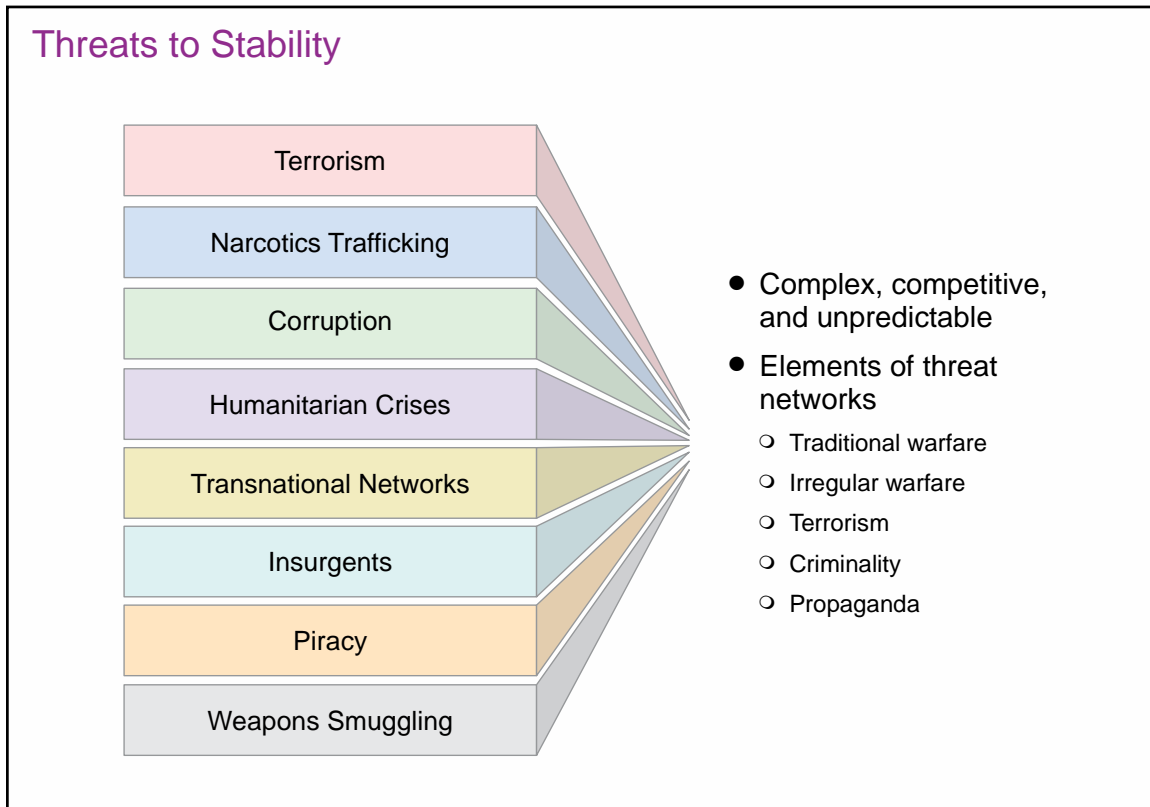 Threats to Stability
Terrorism
Narcotics Trafficking
Corruption
Humanitarian Crises
Transnational Networks
Insurgents
Piracy
Weapons Smuggling
● Complex, competitive,
and unpredictable
● Elements of threat
networks
❍ Traditional warfare
❍ Irregular warfare
❍ Terrorism
❍ Criminality
❍ Propaganda